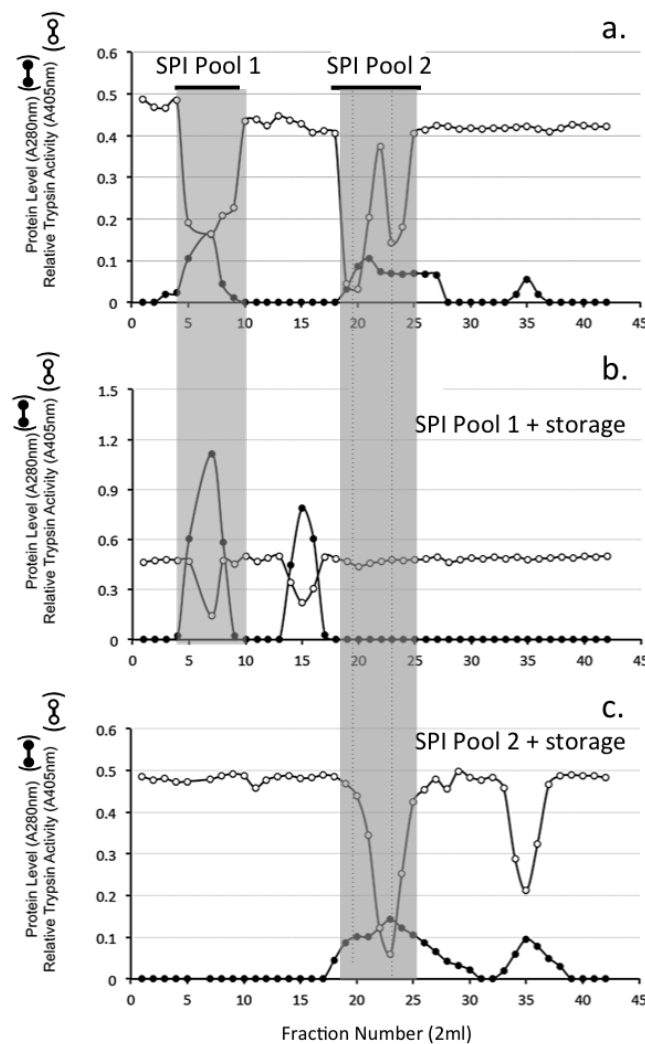 a.
SPI Pool 1 SPI Pool 2
Protein Level (A280nm)
Relative Trypsin Activity (A405nm)
0.6
0.5
0.4
0.3
0.2
0.1
0
0 5 10 15 20 25 30 35 40 45
b.
SPI Pool 1 + storage
Protein Level (A280nm)
Relative Trypsin Activity (A405nm)
1.5
1.2
0.9
0.6
0.3
0
0 5 10 15 20 25 30 35 40 45
c.
SPI Pool 2 + storage
Protein Level (A280nm)
Relative Trypsin Activity (A405nm)
0.6
0.5
0.4
0.3
0.2
0.1
0
0 5 10 15 20 25 30 35 40 45
Fraction Number (2ml)